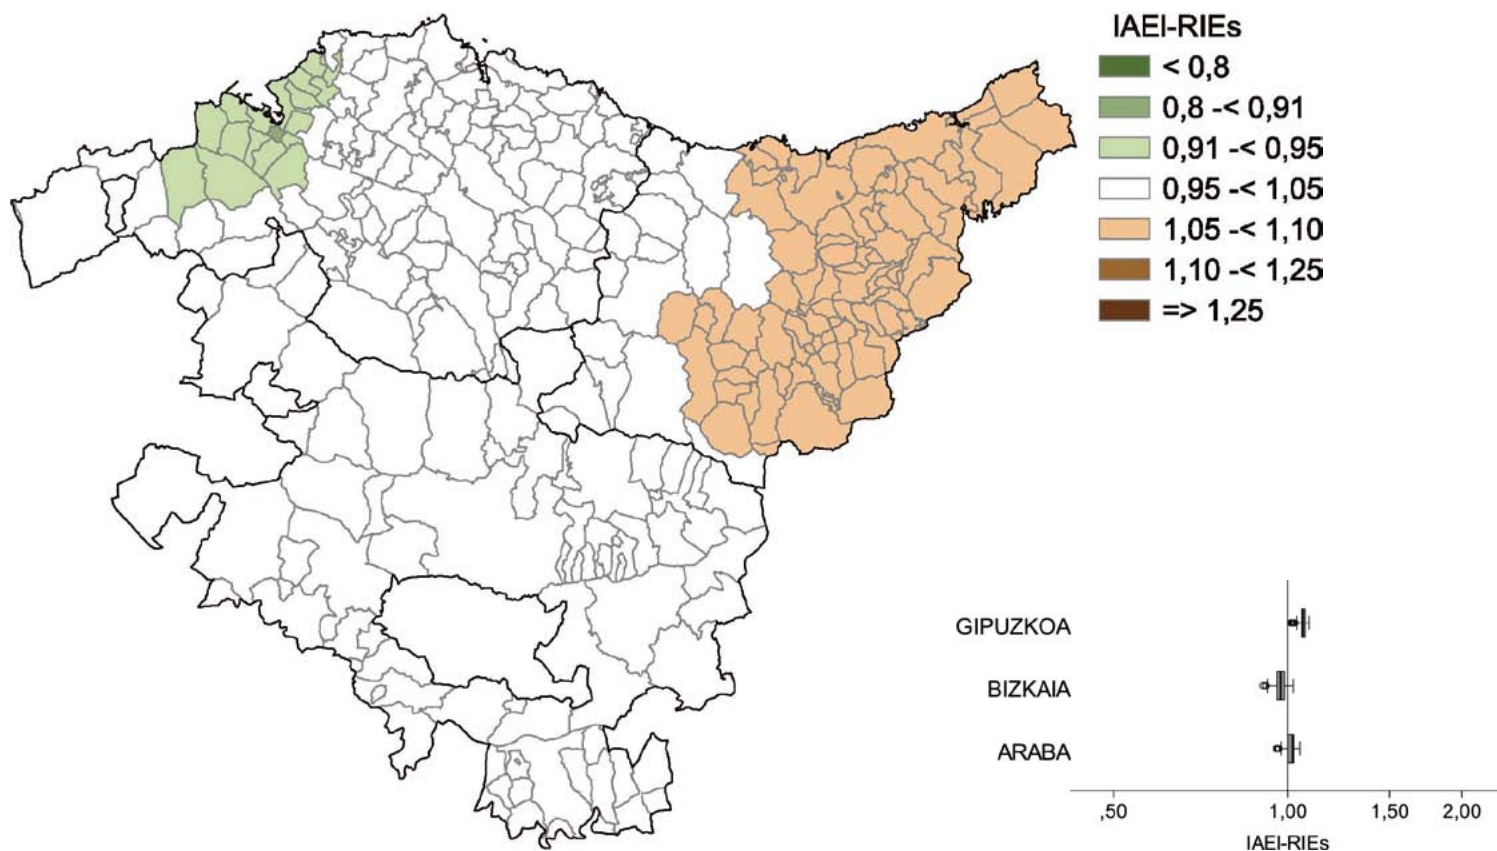 IAEI-RIEs
< 0,8
0,8 -< 0,91
0,91 -< 0,95
0,95 -< 1,05
1,05 -< 1,10
1,10 -< 1,25
=> 1,25
GIPUZKOA
BIZKAIA
ARABA
,50 1,00 1,50 2,00
IAEI-RIEs